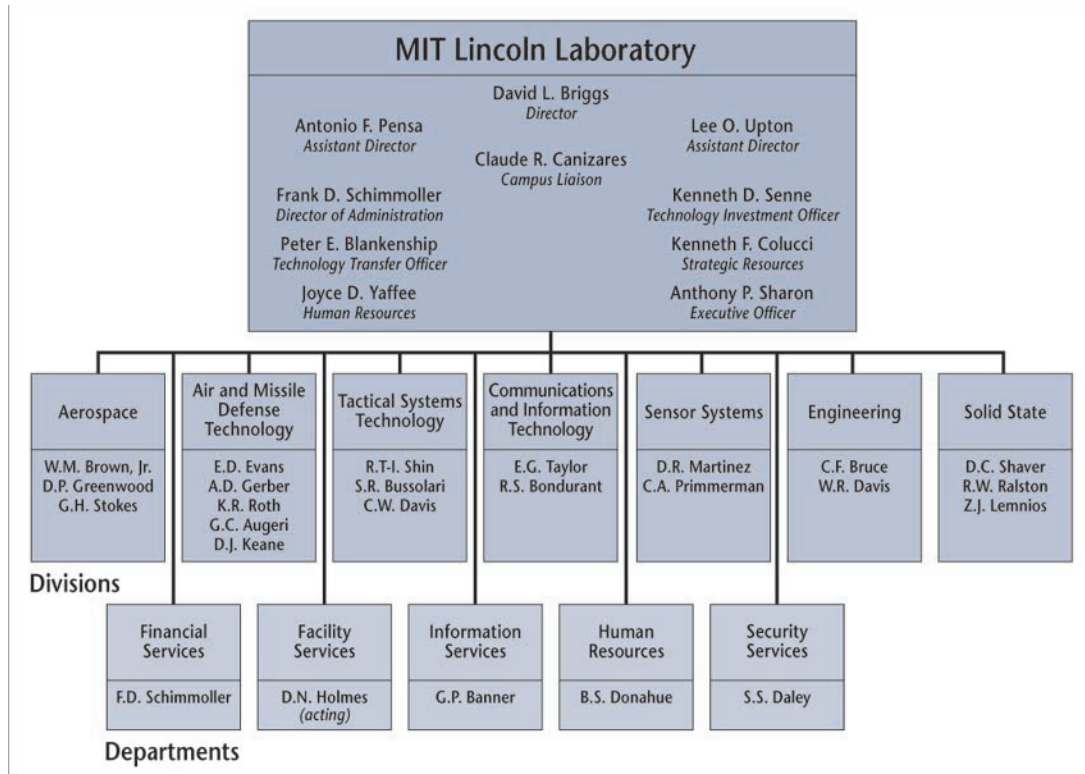 MIT Lincoln Laboratory
David L. Briggs
Director
Antonio F. Pensa
Assistant Director
Lee O. Upton
Assistant Director
Claude R. Canizares
Campus Liaison
Frank D. Schimmoller
Director of Administration
Kenneth D. Senne
Technology Investment Officer
Peter E. Blankenship
Technology Transfer Officer
Kenneth F. Colucci
Strategic Resources
Joyce D. Yaffee
Human Resources
Anthony P. Sharon
Executive Officer
Aerospace
W.M. Brown, Jr.
D.P. Greenwood
G.H. Stokes
Air and Missile
Defense
Technology
E.D. Evans
A.D. Gerber
K.R. Roth
G.C. Augeri
D.J. Keane
Tactical Systems
Technology
R.T-I. Shin
S.R. Bussolari
C.W. Davis
Communications
and Information
Technology
E.G. Taylor
R.S. Bondurant
Sensor Systems
D.R. Martinez
C.A. Primmerman
Engineering
C.F. Bruce
W.R. Davis
Solid State
D.C. Shaver
R.W. Ralston
Z.J. Lemnios
Divisions
Financial
Services
F.D. Schimmoller
Facility
Services
D.N. Holmes
(acting)
Information
Services
G.P. Banner
Human
Resources
B.S. Donahue
Security
Services
S.S. Daley
Departments